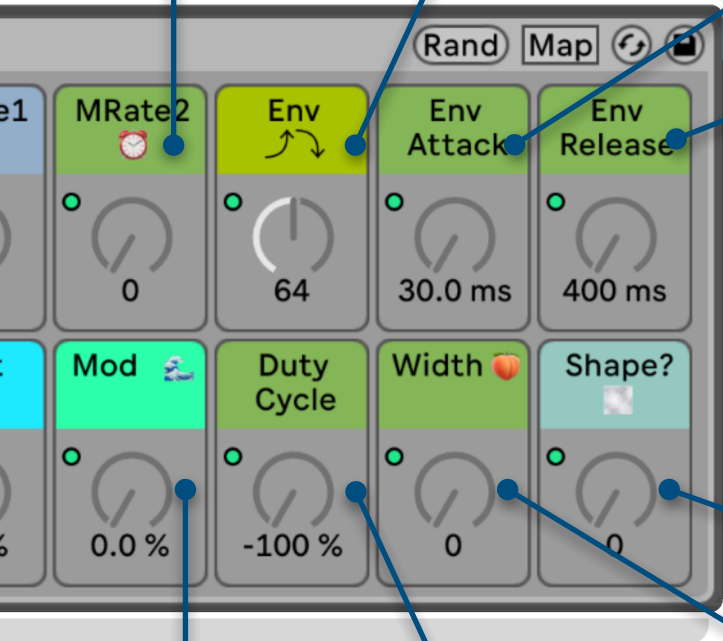 Rand Map
e1 MRate2 Env Env Env
Attack Release
0 64 30.0 ms 400 ms
Mod Duty Width Shape?
Cycle
% 0.0 % -100 % 0 0